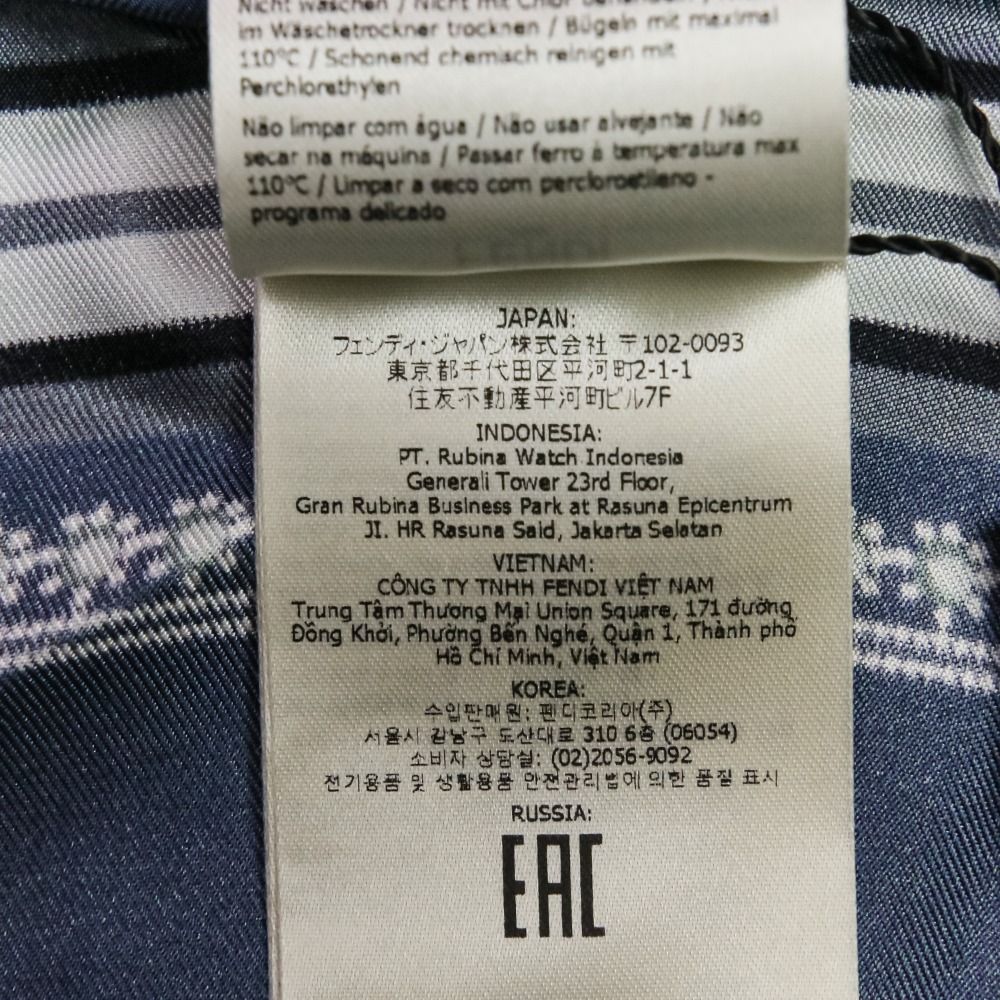 Nicht waschen / Nicht mit Chlor
im Wäschetrockner trocknen / Bügeln mit maximal
110°C / Schonend chemisch reinigen mit
Perchlorethylen
Não limpar com água / Não usar alvejante / Não
secar na máquina / Passar ferro à temperatura max
110°C / Limpar a seco com percloroetileno -
programa delicado
JAPAN:
フェンディ・ジャパン株式会社 〒102-0093
東京都千代田区平河町2-1-1
住友不動産平河町ビル7F
INDONESIA:
PT. Rubina Watch Indonesia
Generali Tower 23rd Floor,
Gran Rubina Business Park at Rasuna Epicentrum
JI. HR Rasuna Said, Jakarta Selatan
VIETNAM:
CÔNG TY TNHH FENDI VIỆT NAM
Trung Tâm Thương Mại Union Square, 171 đường
Đồng Khởi, Phường Bến Nghé, Quận 1, Thành phố
Hồ Chí Minh, Việt Nam
KOREA:
수입판매원: 펜디코리아(주)
서울시 강남구 도산대로 310 6층 (06054)
소비자 상담실: (02)2056-9092
전기용품 및 생활용품 안전관리법에 의한 품질 표시
RUSSIA:
EAC